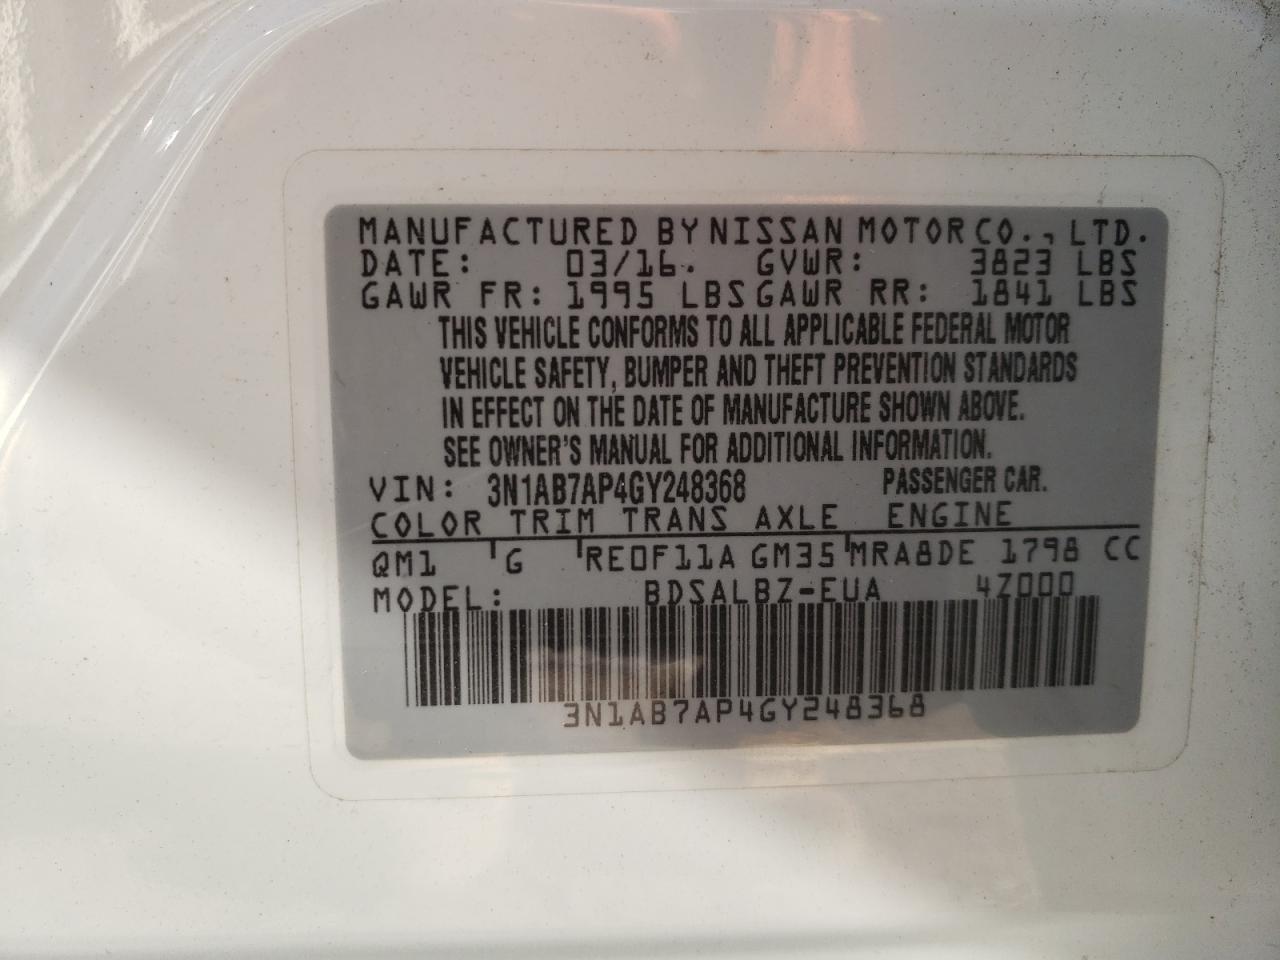 MANUFACTURED BY NISSAN MOTOR CO., LTD.
DATE: 03/16. GVWR: 3823 LBS
GAWR FR: 1995 LBS GAWR RR: 1841 LBS
THIS VEHICLE CONFORMS TO ALL APPLICABLE FEDERAL MOTOR
VEHICLE SAFETY, BUMPER AND THEFT PREVENTION STANDARDS
IN EFFECT ON THE DATE OF MANUFACTURE SHOWN ABOVE.
SEE OWNER'S MANUAL FOR ADDITIONAL INFORMATION.
VIN: 3N1AB7AP4GY248368 PASSENGER CAR.
COLOR TRIM TRANS AXLE ENGINE
QM1 G RE0F11A GM35 MRA8DE 1798 CC
MODEL: BDSALBZ-EUA 4Z000
3N1AB7AP4GY248368